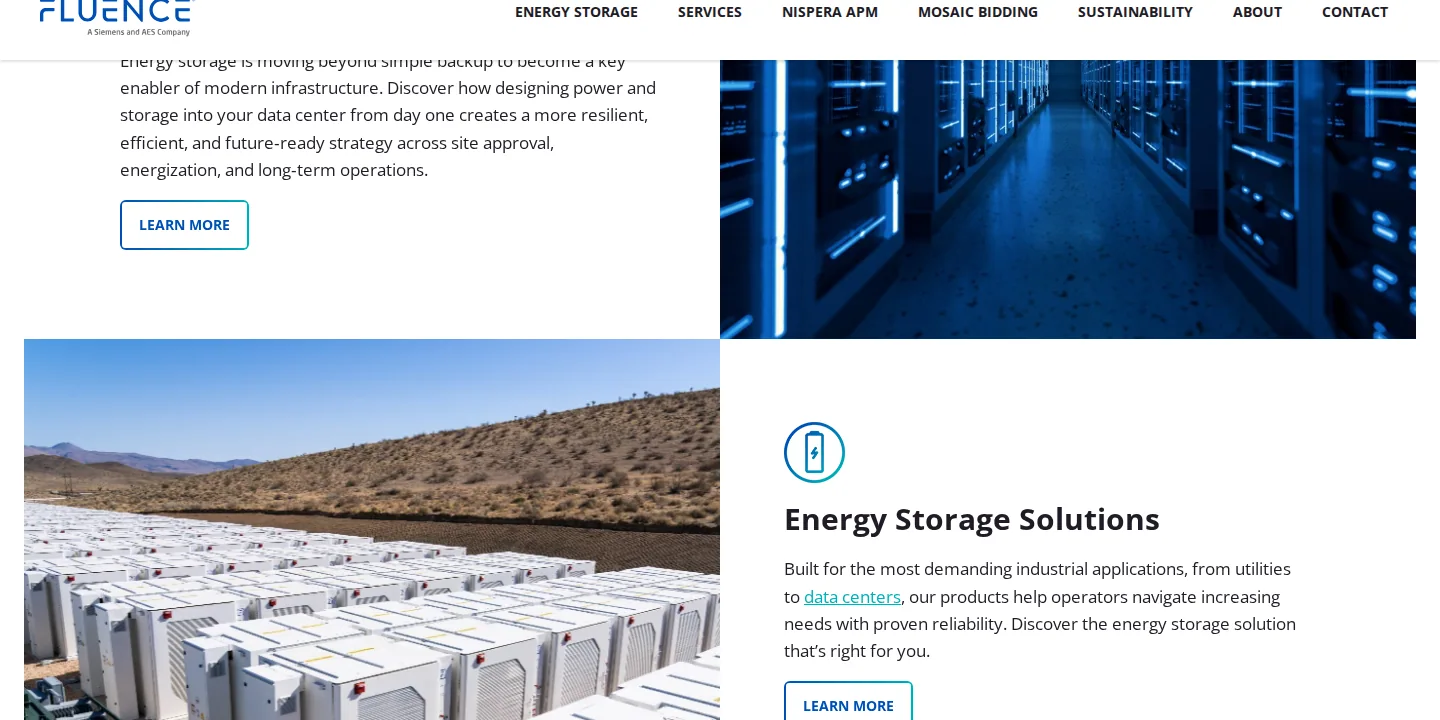 FLUENCE
A Siemens and AES Company
ENERGY STORAGE SERVICES NISPERA APM MOSAIC BIDDING SUSTAINABILITY ABOUT CONTACT
Energy storage is moving beyond simple backup to become a key
enabler of modern infrastructure. Discover how designing power and
storage into your data center from day one creates a more resilient,
efficient, and future-ready strategy across site approval,
energization, and long-term operations.
LEARN MORE
Energy Storage Solutions
Built for the most demanding industrial applications, from utilities
to data centers, our products help operators navigate increasing
needs with proven reliability. Discover the energy storage solution
that’s right for you.
LEARN MORE